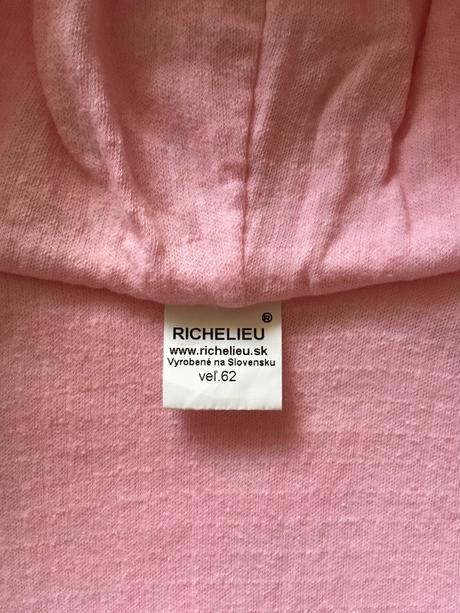 RICHELIEU ®
www.richelieu.sk
Vyrobené na Slovensku
veľ.62